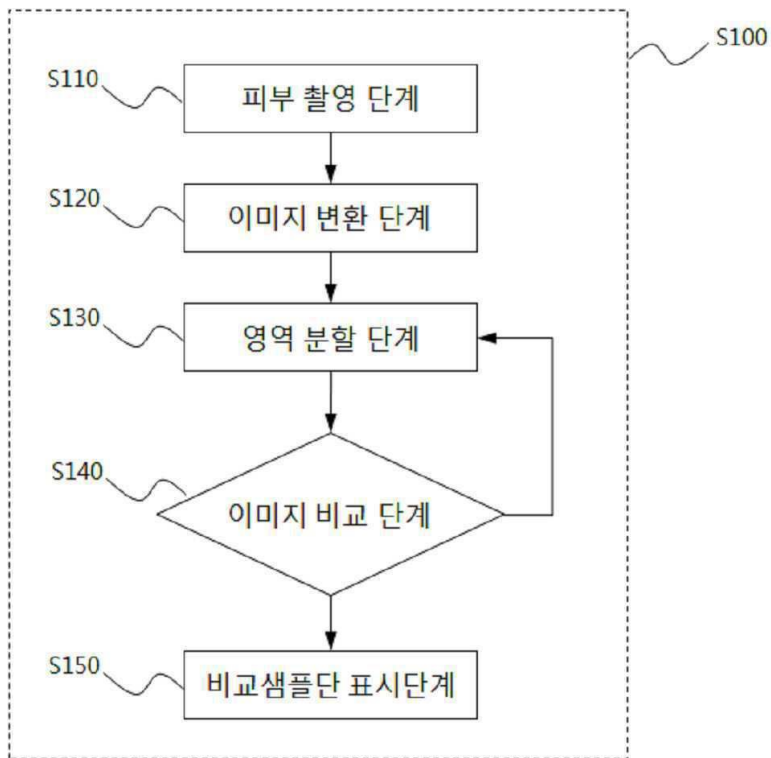 S100
S110
피부 촬영 단계
S120
이미지 변환 단계
S130
영역 분할 단계
S140
이미지 비교 단계
S150
비교샘플단 표시단계